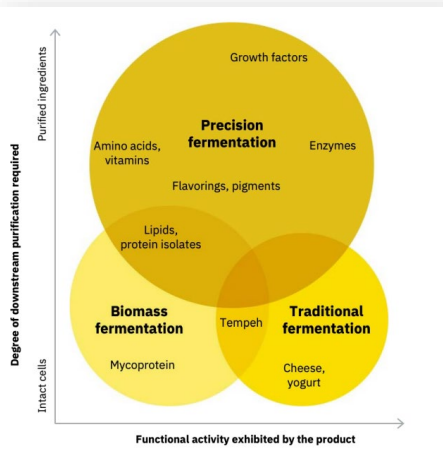 Growth factors
Precision
fermentation
Amino acids,
vitamins
Enzymes
Flavorings, pigments
Lipids,
protein isolates
Biomass
fermentation
Tempeh
Traditional
fermentation
Mycoprotein
Cheese,
yogurt
Purified ingredients
Degree of downstream purification required
Intact cells
Functional activity exhibited by the product